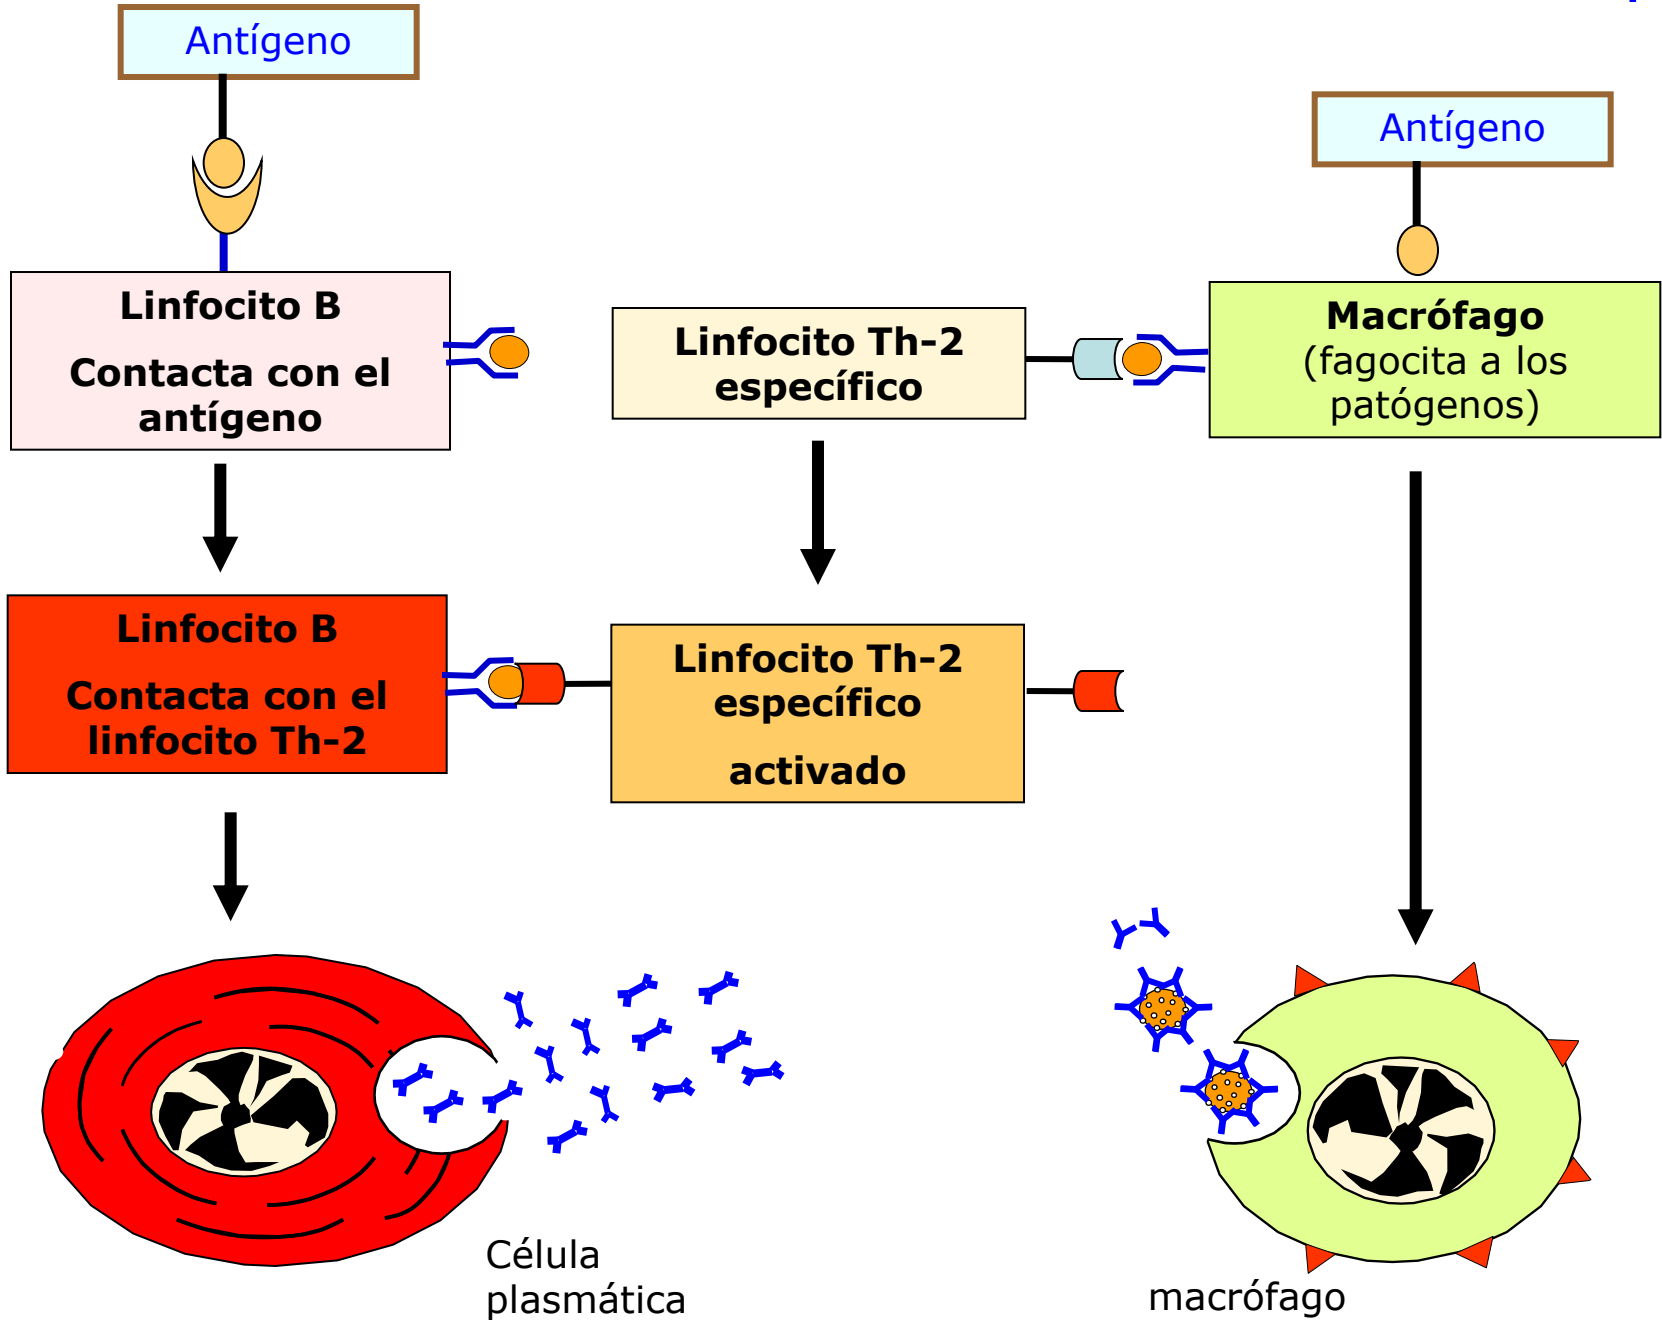 Antígeno
Antígeno
Linfocito B
Contacta con el
antígeno
Linfocito Th-2
específico
Macrófago
(fagocita a los
patógenos)
Linfocito B
Contacta con el
linfocito Th-2
Linfocito Th-2
específico
activado
Célula
plasmática
macrófago